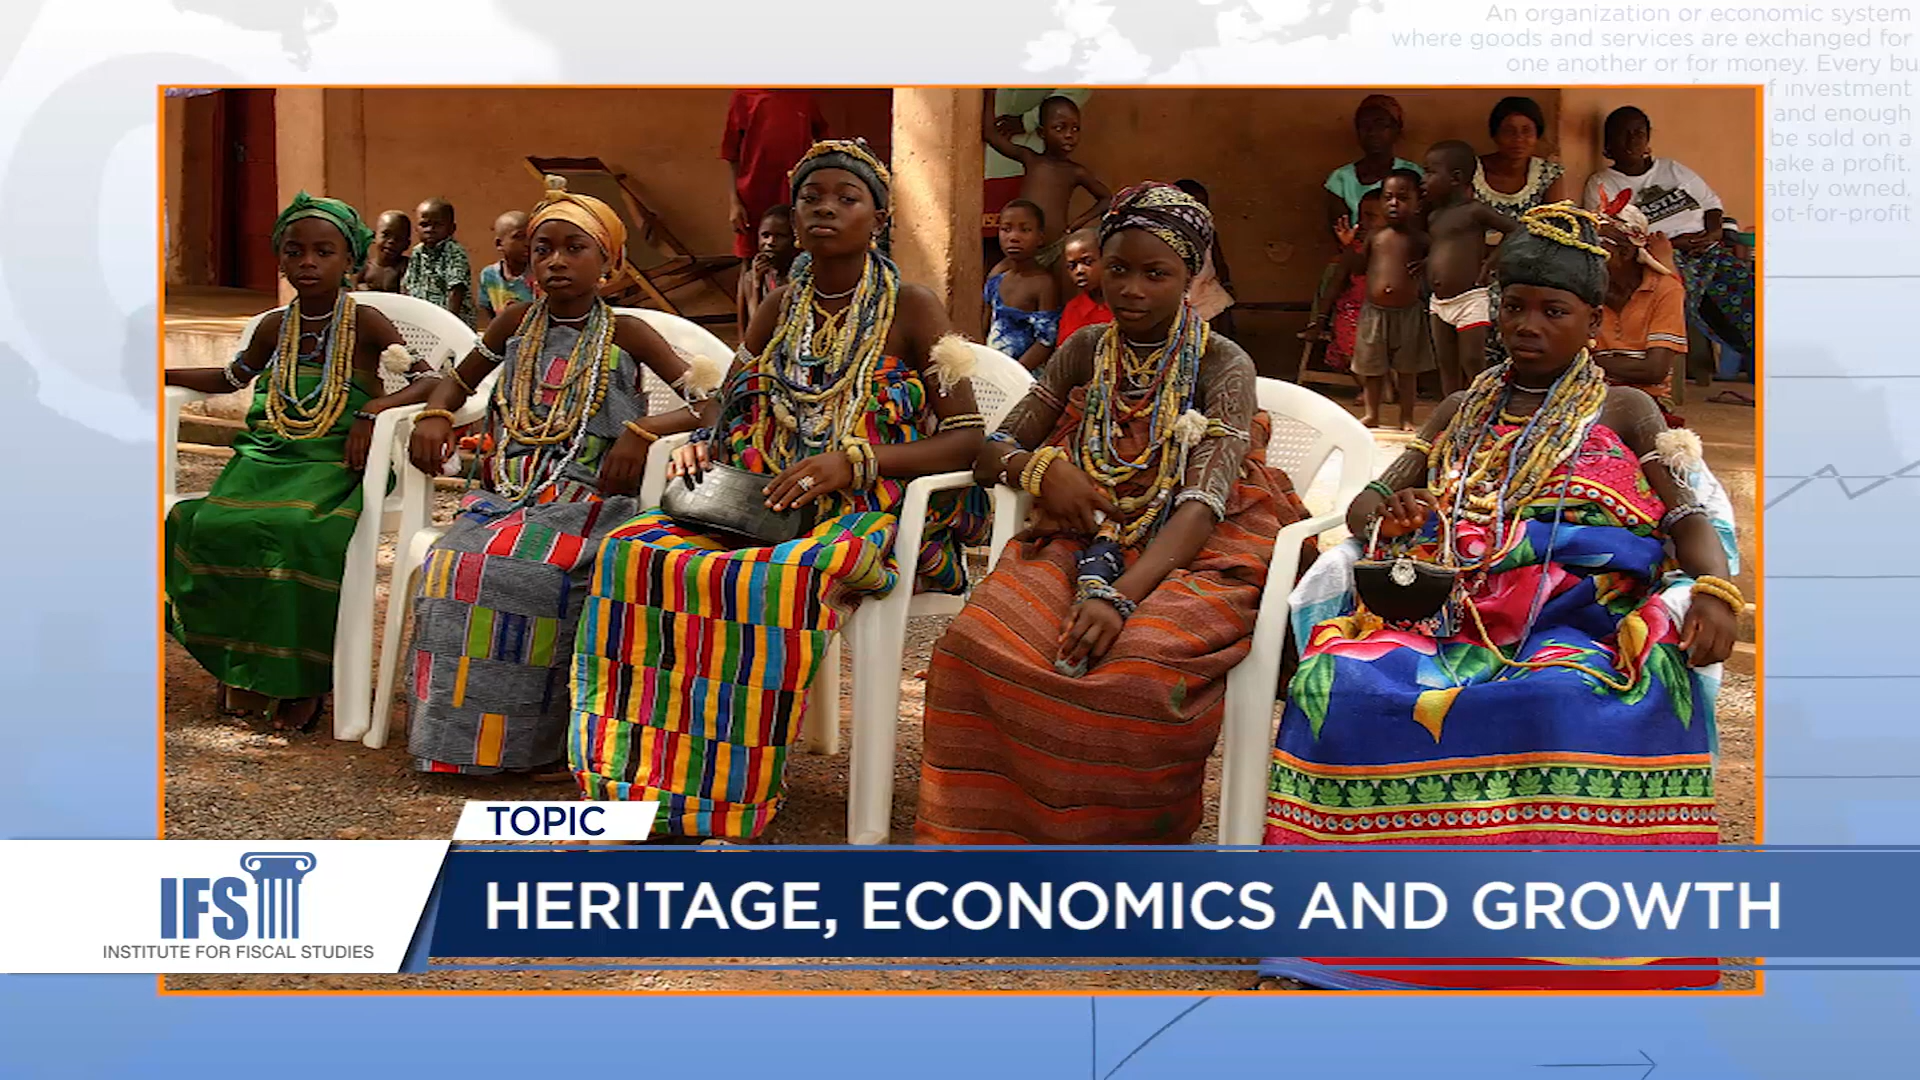 An organization or economic system
where goods and services are exchanged for
one another or for money. Every bu
of investment
and enough
be sold on a
make a profit.
ately owned,
ot-for-profit
TOPIC
IFS
INSTITUTE FOR FISCAL STUDIES
HERITAGE, ECONOMICS AND GROWTH